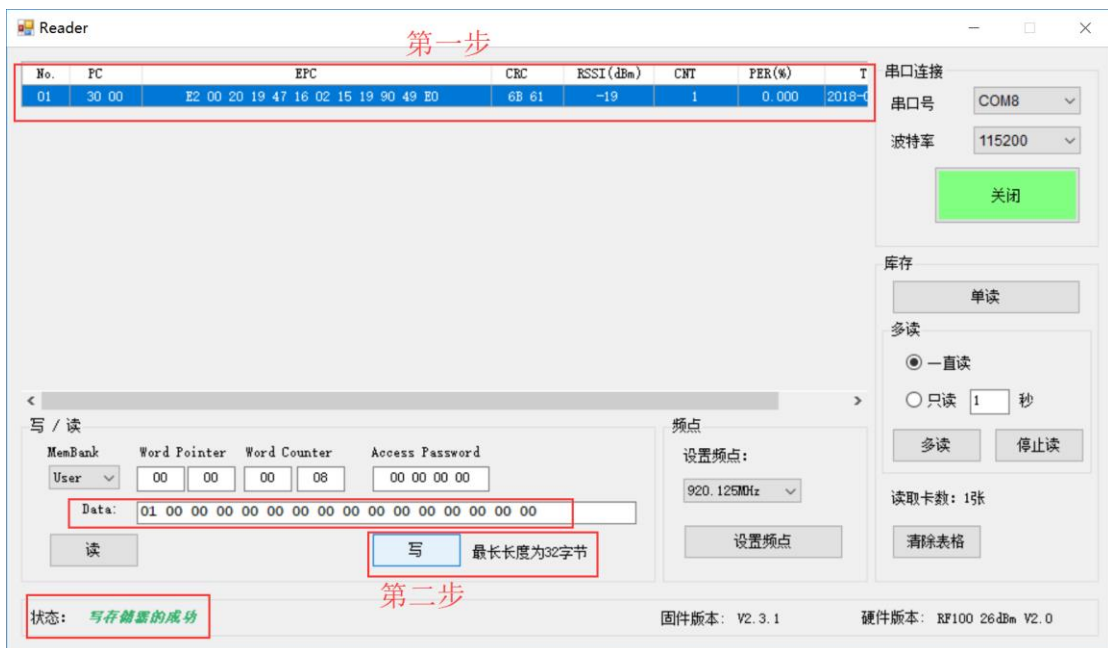 Reader
第一步
No. PC EPC CRC RSSI(dBm) CNT PER(%) T
01 30 00 E2 00 20 19 47 16 02 15 19 90 49 E0 6B 61 -19 1 0.000 2018-0
串口连接
串口号 COM8
波特率 115200
关闭
库存
单读
多读
一直读
只读 1 秒
多读 停止读
读取卡数: 1张
清除表格
写 / 读
MemBank Word Pointer Word Counter Access Password
User 00 00 00 08 00 00 00 00
Data: 01 00 00 00 00 00 00 00 00 00 00 00 00 00 00 00
读 写 最长长度为32字节
第二步
频点
设置频点:
920.125MHz
设置频点
状态: 写存储器的成功
固件版本: V2.3.1
硬件版本: RF100 26dBm V2.0